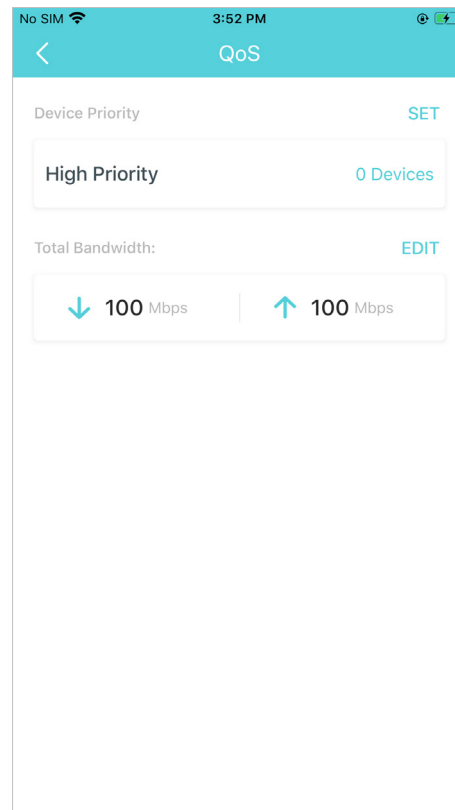 No SIM 3:52 PM
QoS
Device Priority SET
High Priority 0 Devices
Total Bandwidth: EDIT
100 Mbps 100 Mbps